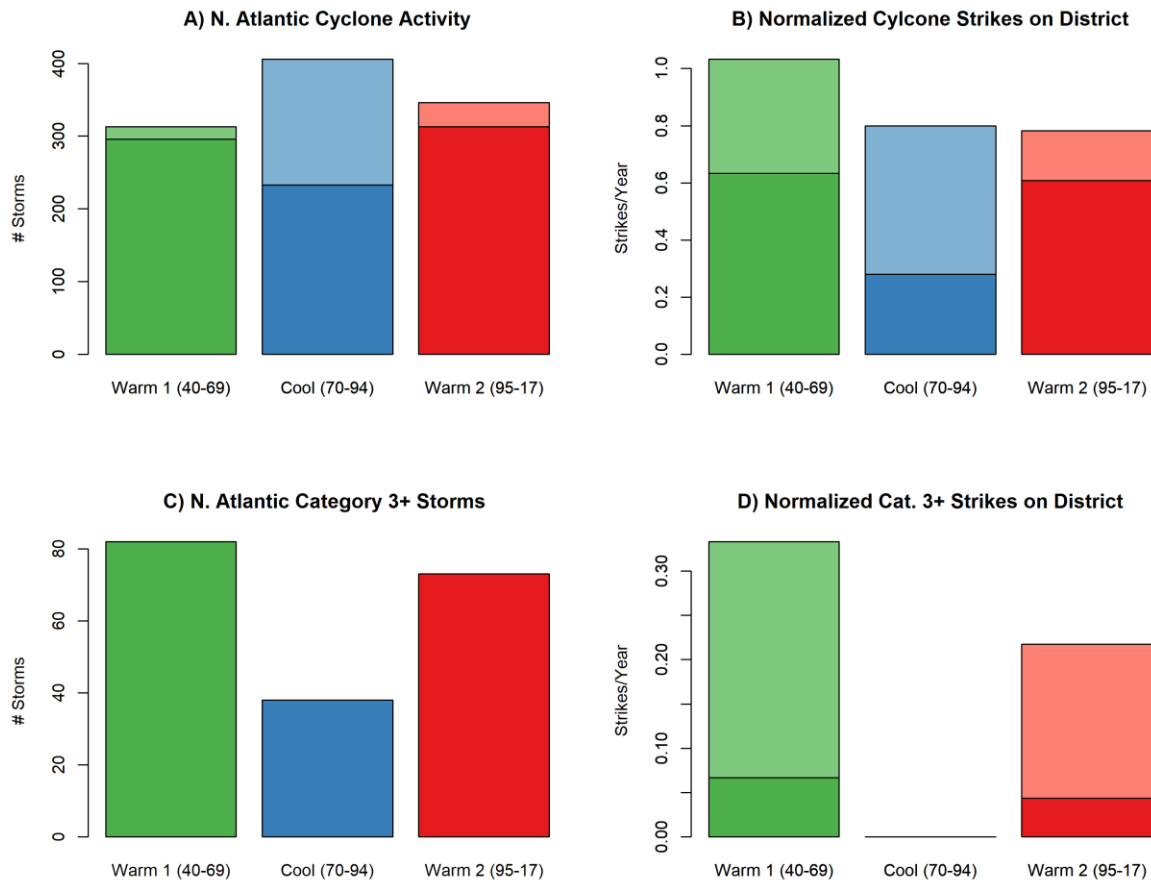 A) N. Atlantic Cyclone Activity
# Storms
400
300
200
100
0
Warm 1 (40-69) Cool (70-94) Warm 2 (95-17)
B) Normalized Cylcone Strikes on District
Strikes/Year
1.0
0.8
0.6
0.4
0.2
0.0
Warm 1 (40-69) Cool (70-94) Warm 2 (95-17)
C) N. Atlantic Category 3+ Storms
# Storms
80
60
40
20
0
Warm 1 (40-69) Cool (70-94) Warm 2 (95-17)
D) Normalized Cat. 3+ Strikes on District
Strikes/Year
0.30
0.20
0.10
0.00
Warm 1 (40-69) Cool (70-94) Warm 2 (95-17)